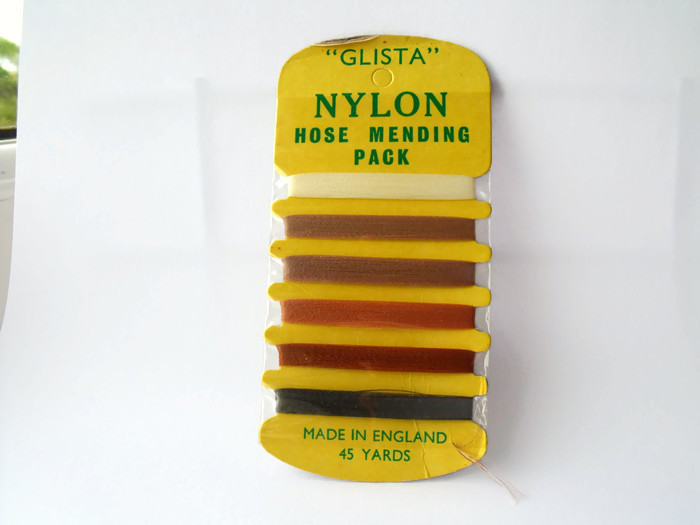 "GLISTA"
NYLON
HOSE MENDING
PACK
MADE IN ENGLAND
45 YARDS